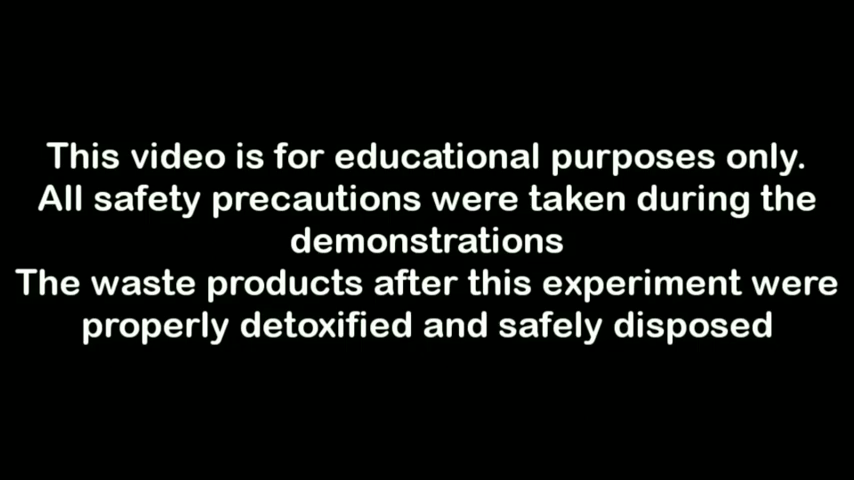 This video is for educational purposes only.
All safety precautions were taken during the
demonstrations
The waste products after this experiment were
properly detoxified and safely disposed